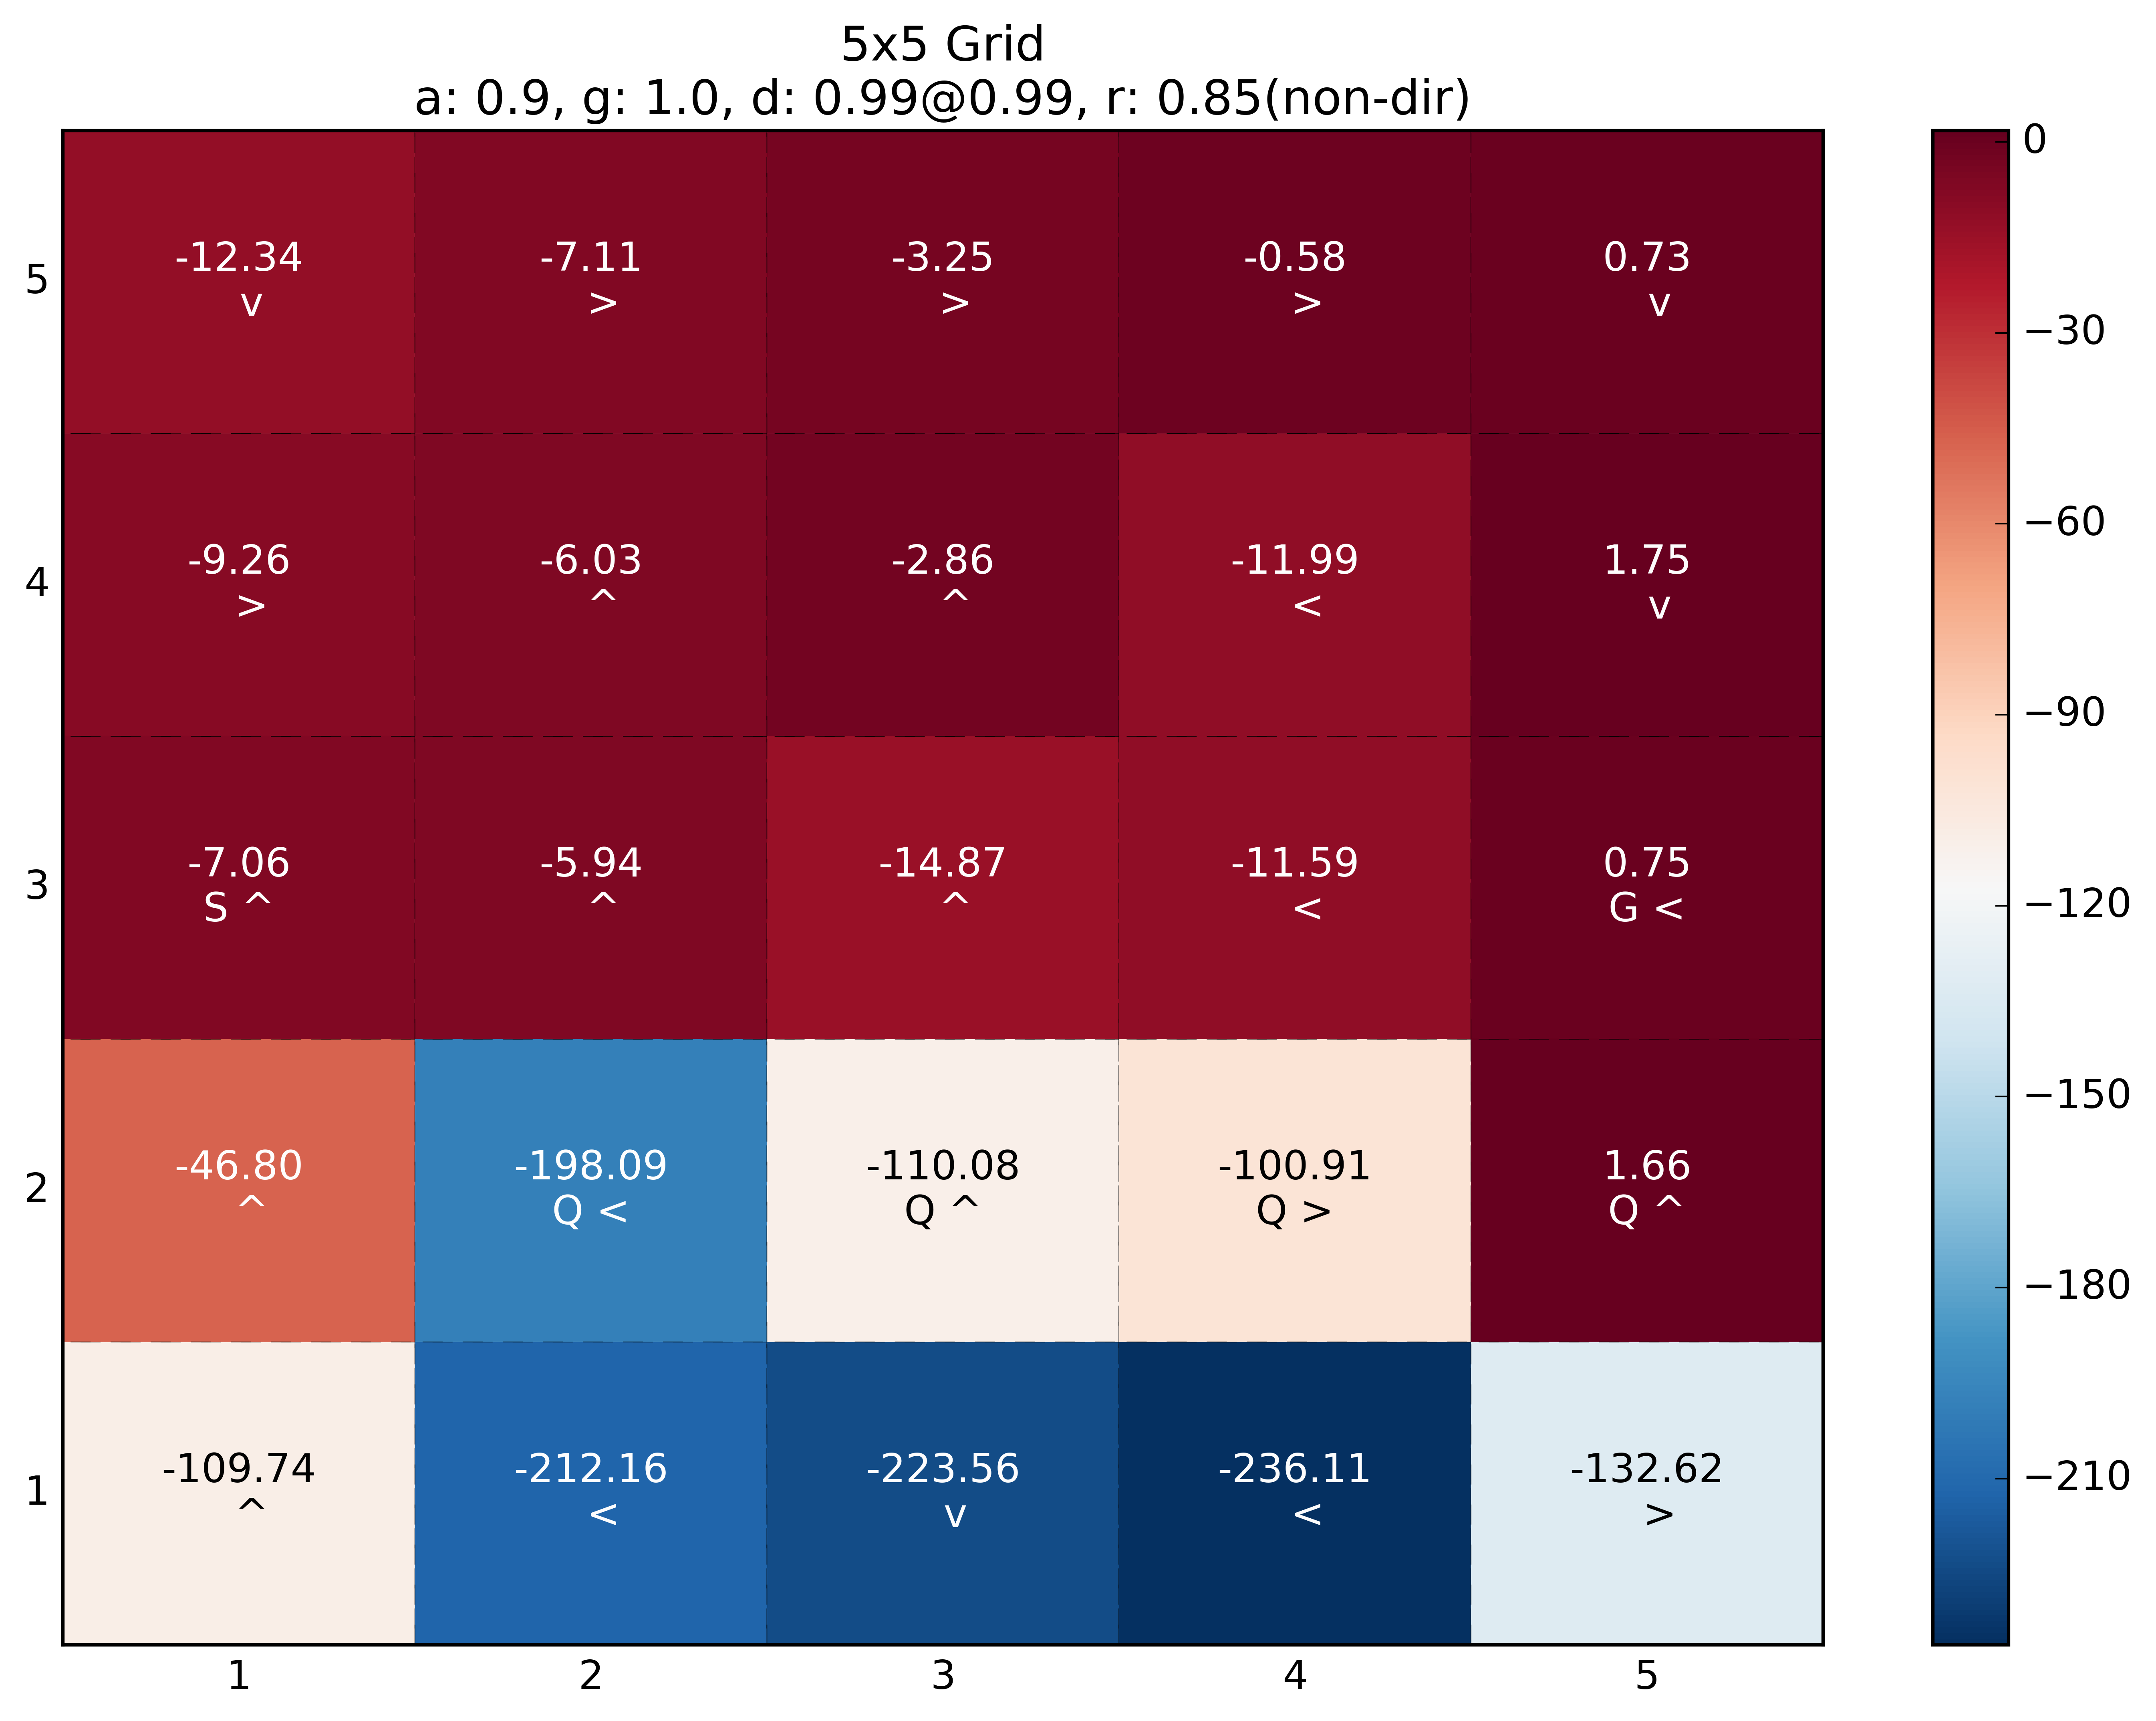 5x5 Grid
a: 0.9, g: 1.0, d: 0.99@0.99, r: 0.85(non-dir)
5 -12.34 -7.11 -3.25 -0.58 0.73
v > > > v
4 -9.26 -6.03 -2.86 -11.99 1.75
> ^ ^ < v
3 -7.06 -5.94 -14.87 -11.59 0.75
S ^ ^ ^ < G <
2 -46.80 -198.09 -110.08 -100.91 1.66
^ Q < Q ^ Q > Q ^
1 -109.74 -212.16 -223.56 -236.11 -132.62
^ < v < >
1 2 3 4 5
0
−30
−60
−90
−120
−150
−180
−210